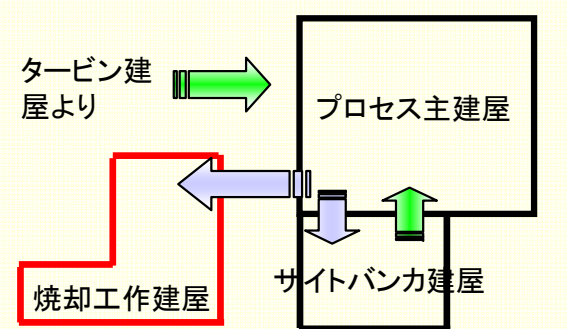 タービン建
屋より
プロセス主建屋
サイトバンカ建屋
焼却工作建屋